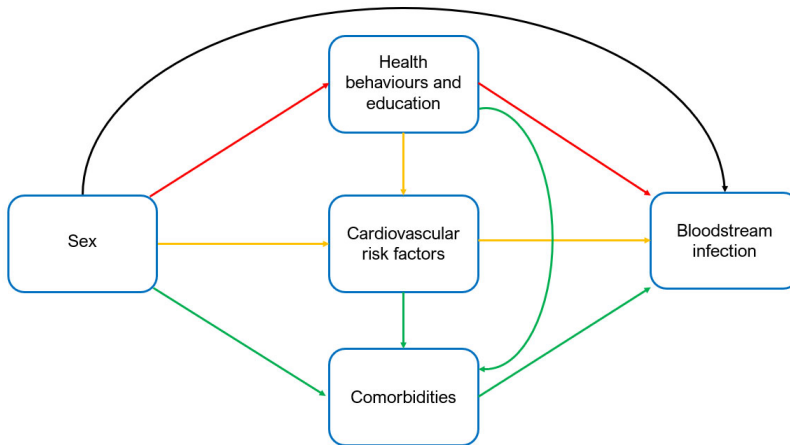 Health
behaviours and
education
Sex
Cardiovascular
risk factors
Bloodstream
infection
Comorbidities